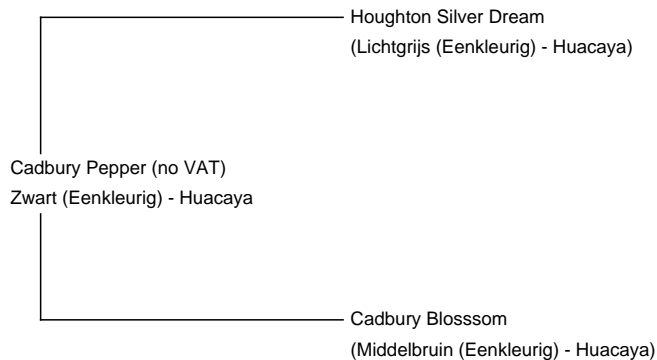 Houghton Silver Dream
(Lichtgrijs (Eenkleurig) - Huacaya)
Cadbury Pepper (no VAT)
Zwart (Eenkleurig) - Huacaya
Cadbury Blosssom
(Middelbruin (Eenkleurig) - Huacaya)